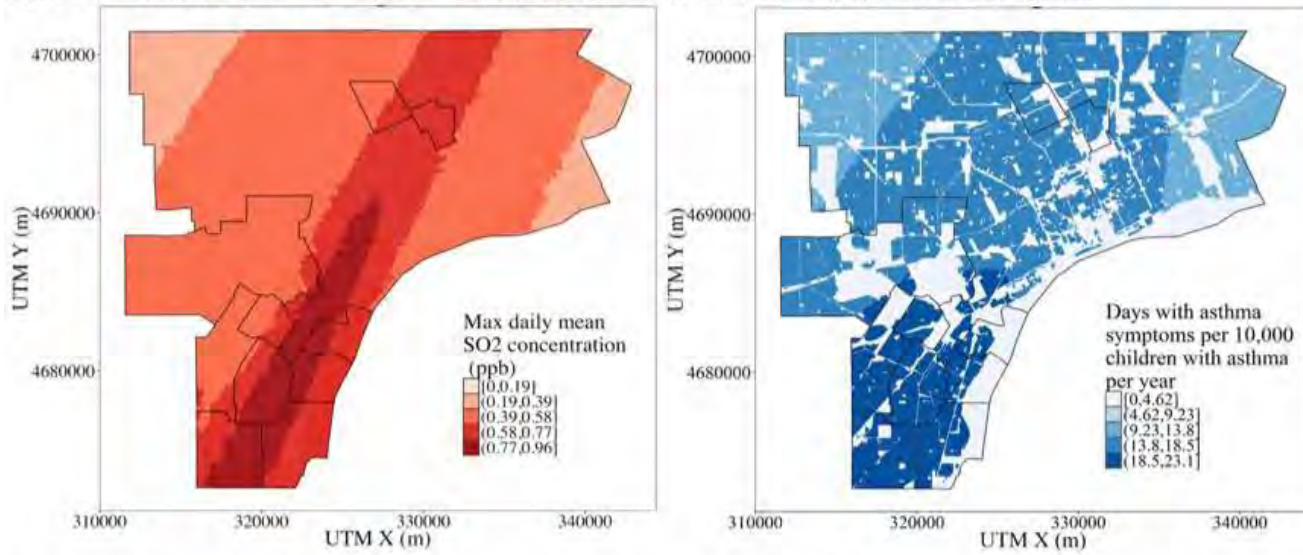 4700000
4690000
4680000
UTM Y (m)
310000 320000 330000 340000
UTM X (m)
Max daily mean
SO2 concentration
(ppb)
[0,0.19]
(0.19,0.39]
(0.39,0.58]
(0.58,0.77]
(0.77,0.96]
4700000
4690000
4680000
UTM Y (m)
310000 320000 330000 340000
UTM X (m)
Days with asthma
symptoms per 10,000
children with asthma
per year
[0,4.62]
(4.62,9.23]
(9.23,13.8]
(13.8,18.5]
(18.5,23.1]